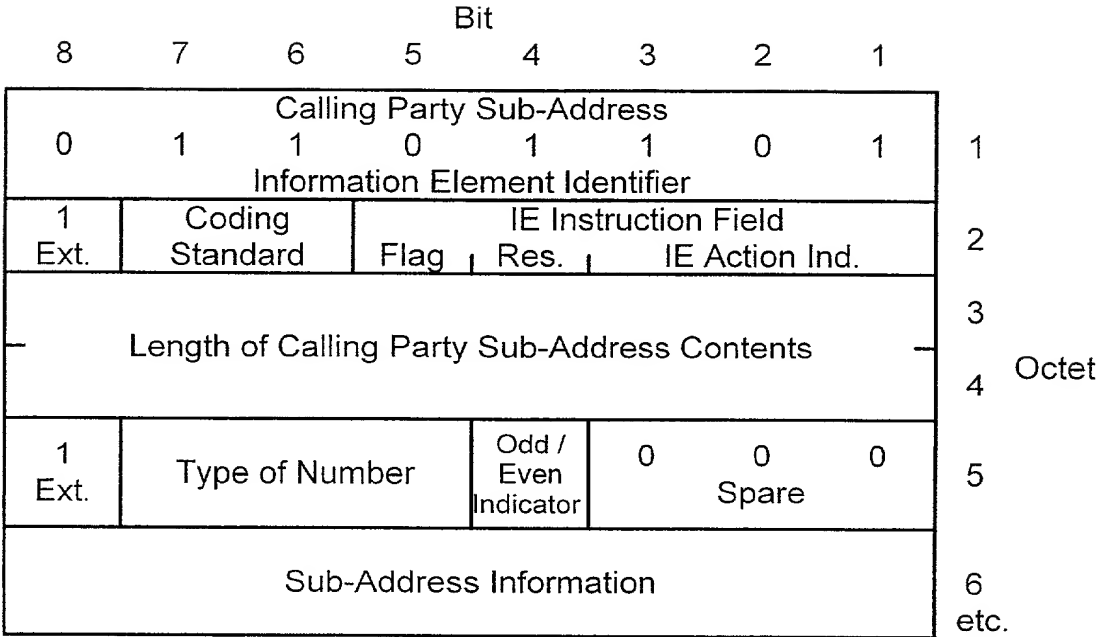 Bit
8 7 6 5 4 3 2 1
Calling Party Sub-Address
0 1 1 0 1 1 0 1 1
Information Element Identifier
1 Coding IE Instruction Field
Ext. Standard Flag Res. IE Action Ind. 2
3
Length of Calling Party Sub-Address Contents
4 Octet
1 Type of Number Odd / 0 0 0
Ext. Even Spare 5
Indicator
Sub-Address Information 6
etc.